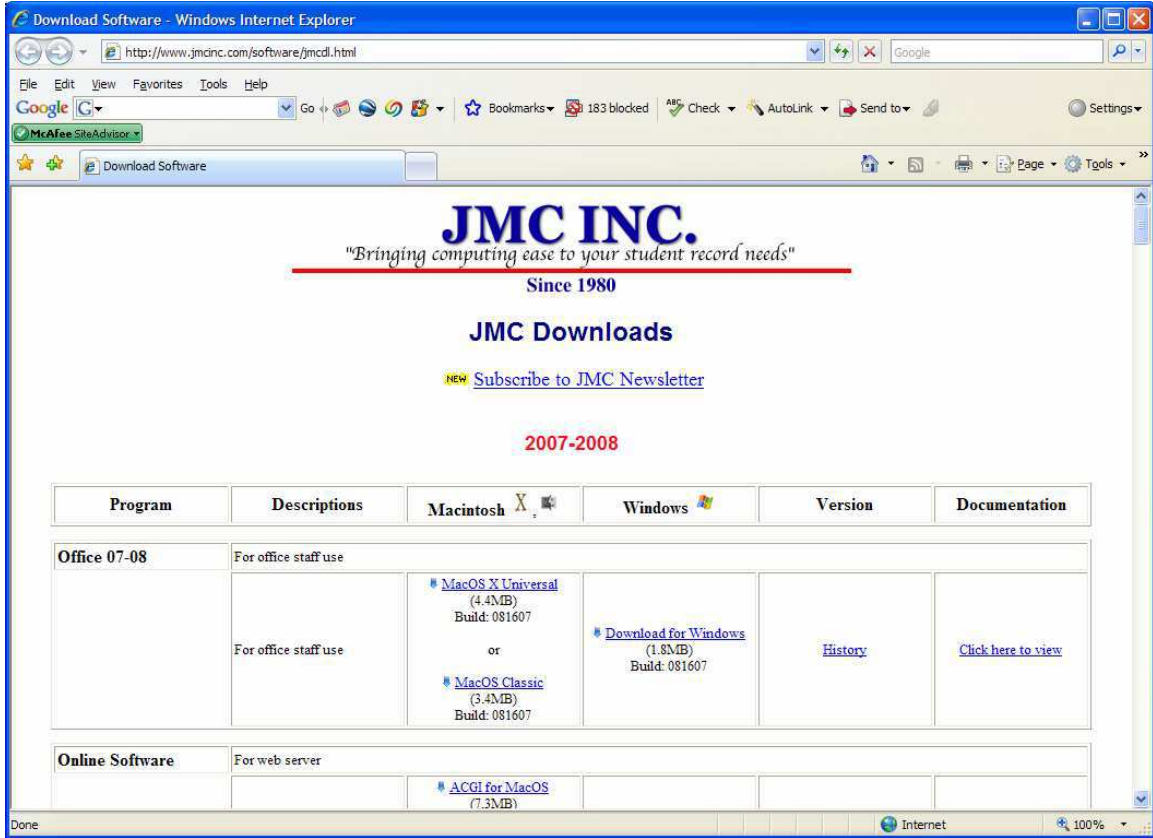 Download Software - Windows Internet Explorer
http://www.jmcinc.com/software/jmcdl.html
Google
File Edit View Favorites Tools Help
Google G Go Bookmarks 183 blocked ABC Check AutoLink Send to Settings
McAfee SiteAdvisor
Download Software Page Tools »
JMC INC.
"Bringing computing ease to your student record needs"
Since 1980
JMC Downloads
NEW Subscribe to JMC Newsletter
2007-2008
Program Descriptions Macintosh X , Windows Version Documentation
Office 07-08 For office staff use
For office staff use
MacOS X Universal
(4.4MB)
Build: 081607
or
MacOS Classic
(3.4MB)
Build: 081607
Download for Windows
(1.8MB)
Build: 081607
History
Click here to view
Online Software For web server
ACGI for MacOS
(7.3MB)
Done Internet 100%